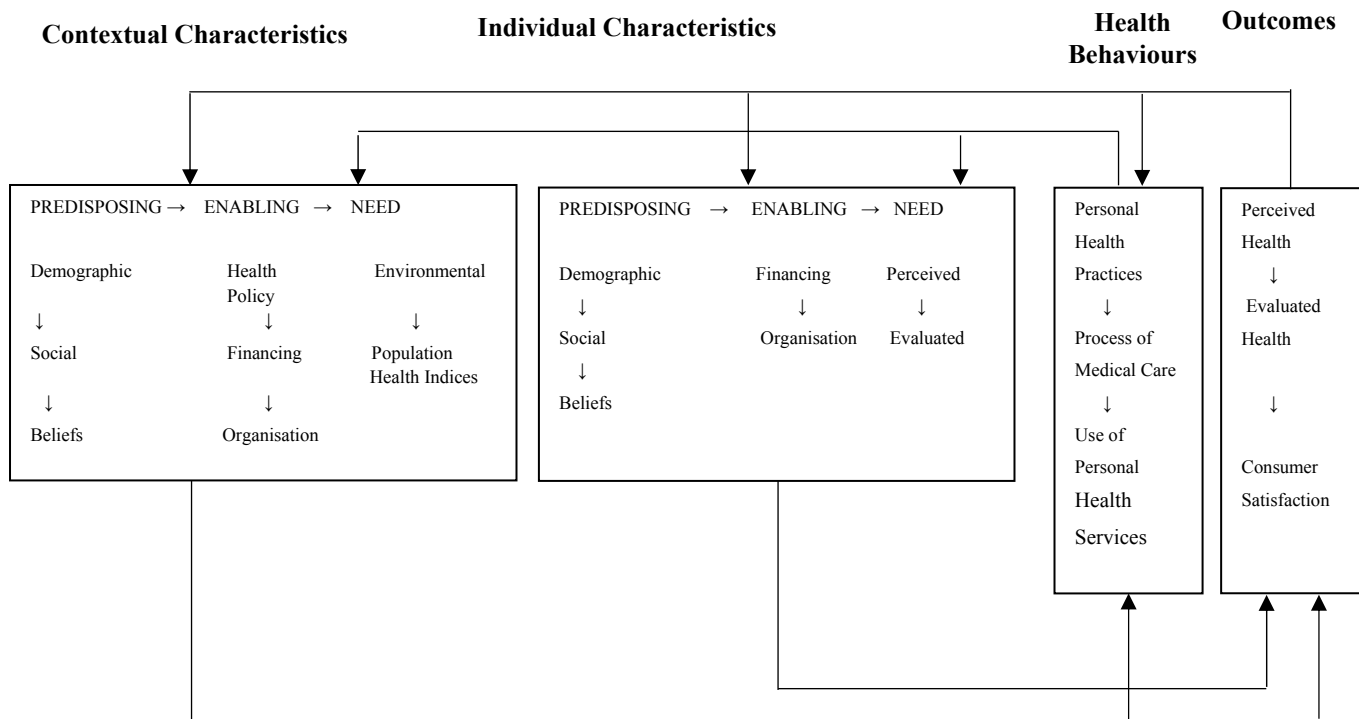 Contextual Characteristics
Individual Characteristics
Health
Behaviours
Outcomes
PREDISPOSING → ENABLING → NEED
Demographic
↓
Social
↓
Beliefs
Health
Policy
↓
Financing
↓
Organisation
Environmental
↓
Population
Health Indices
PREDISPOSING → ENABLING → NEED
Demographic
↓
Social
↓
Beliefs
Financing
↓
Organisation
Perceived
↓
Evaluated
Personal
Health
Practices
↓
Process of
Medical Care
↓
Use of
Personal
Health
Services
Perceived
Health
↓
Evaluated
Health
↓
Consumer
Satisfaction